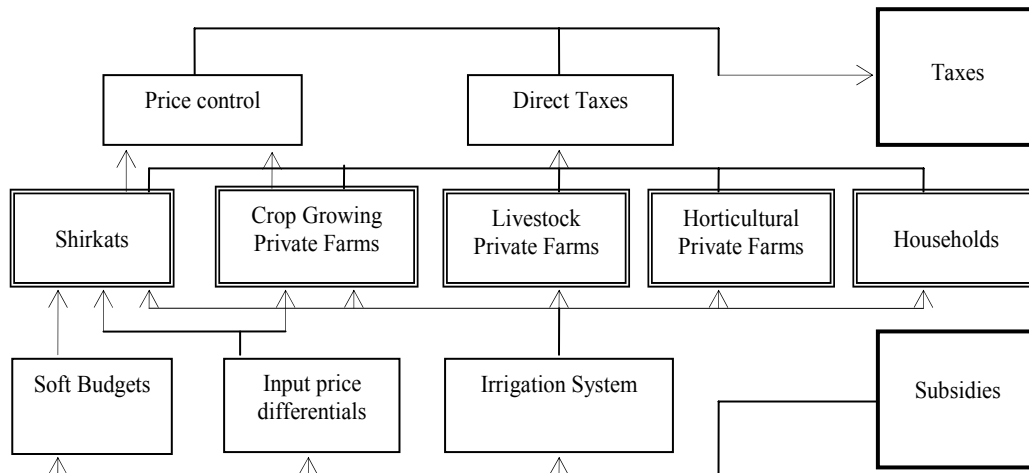 Taxes
Price control
Direct Taxes
Shirkats
Crop Growing
Private Farms
Livestock
Private Farms
Horticultural
Private Farms
Households
Soft Budgets
Input price
differentials
Irrigation System
Subsidies